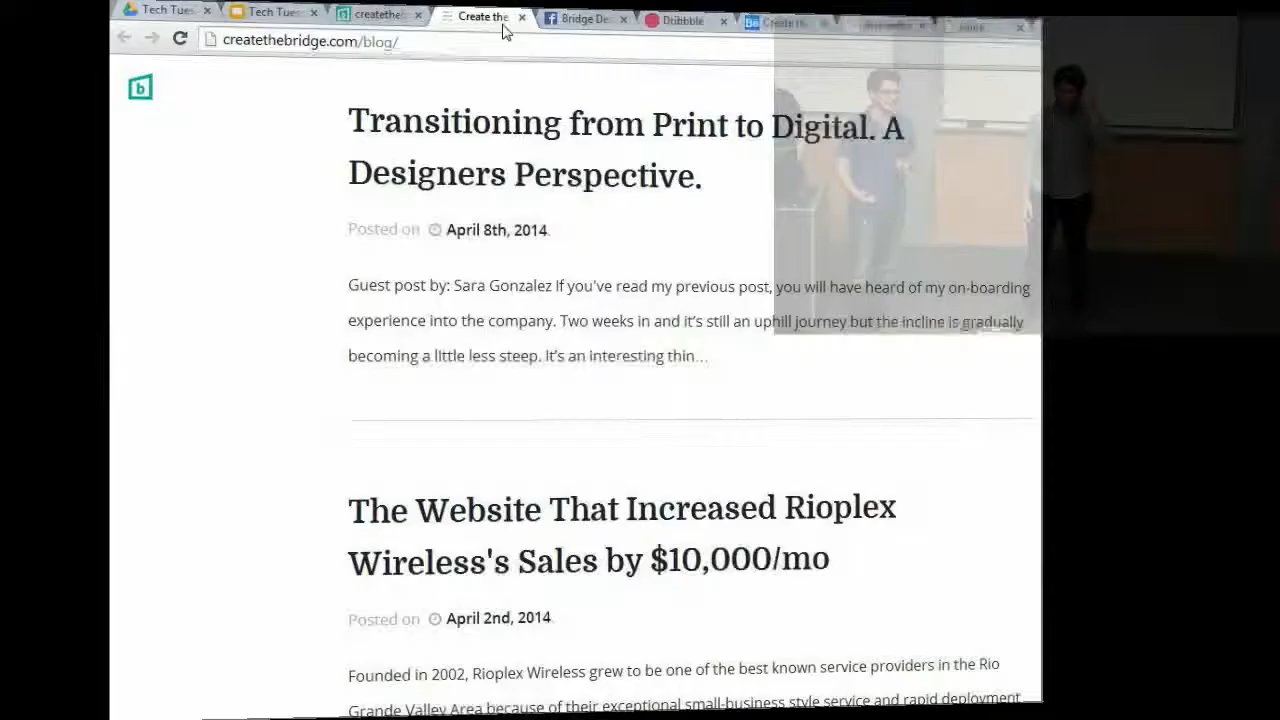 Tech Tues
Tech Tues
createthe
Create the
Bridge De
Dribbble
Create
createthebridge.com/blog/
b
Transitioning from Print to Digital. A
Designers Perspective.
Posted on April 8th, 2014.
Guest post by: Sara Gonzalez If you've read my previous post, you will have heard of my on-boarding
experience into the company. Two weeks in and it's still an uphill journey but the incline is gradually
becoming a little less steep. It's an interesting thin...
The Website That Increased Rioplex
Wireless's Sales by $10,000/mo
Posted on April 2nd, 2014
Founded in 2002, Rioplex Wireless grew to be one of the best known service providers in the Rio
Grande Valley Area because of their exceptional small-business style service and rapid deployment